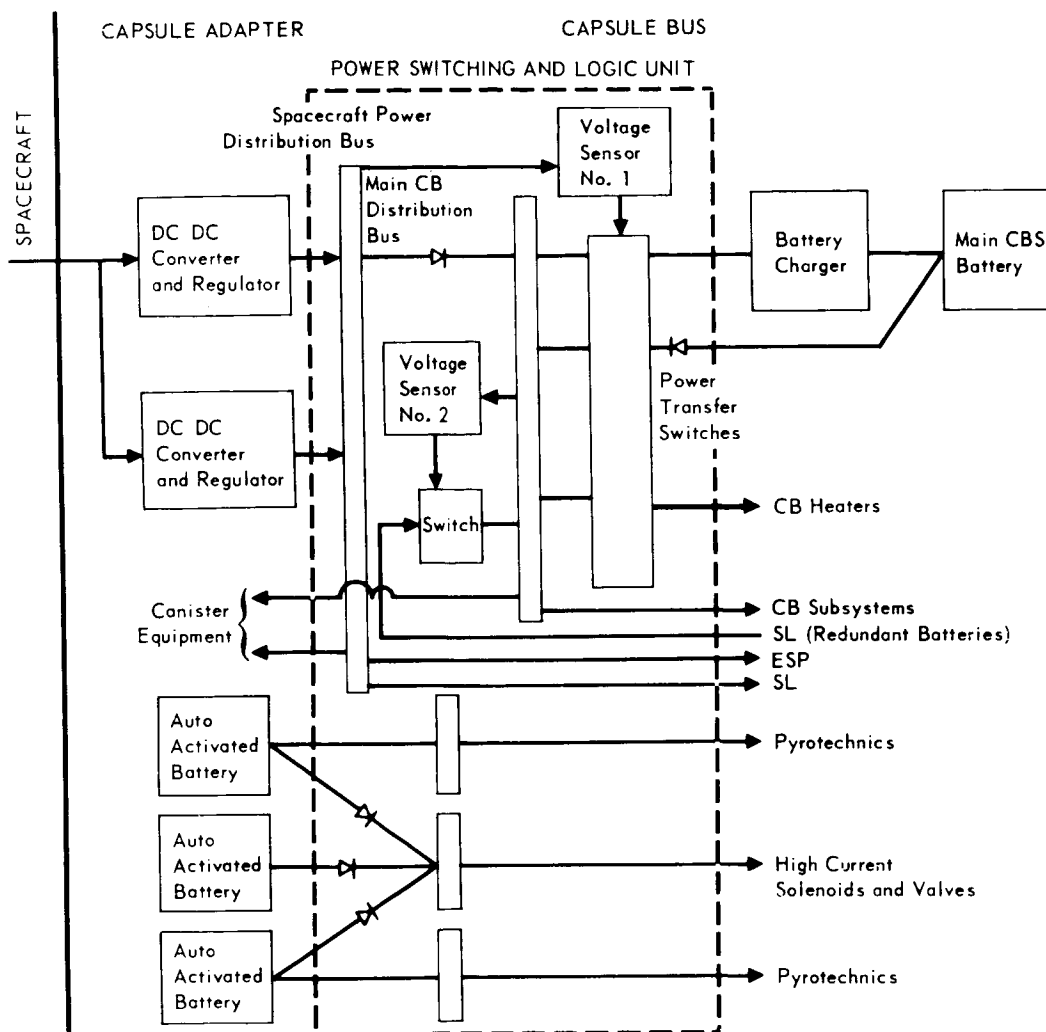 CAPSULE ADAPTER
CAPSULE BUS
POWER SWITCHING AND LOGIC UNIT
SPACECRAFT
Spacecraft Power
Distribution Bus
Voltage
Sensor
No. 1
Main CB
Distribution
Bus
DC DC
Converter
and Regulator
Battery
Charger
Main CBS
Battery
Voltage
Sensor
No. 2
Power
Transfer
Switches
DC DC
Converter
and Regulator
Switch
CB Heaters
Canister
Equipment
CB Subsystems
SL (Redundant Batteries)
ESP
SL
Auto
Activated
Battery
Pyrotechnics
Auto
Activated
Battery
High Current
Solenoids and Valves
Auto
Activated
Battery
Pyrotechnics